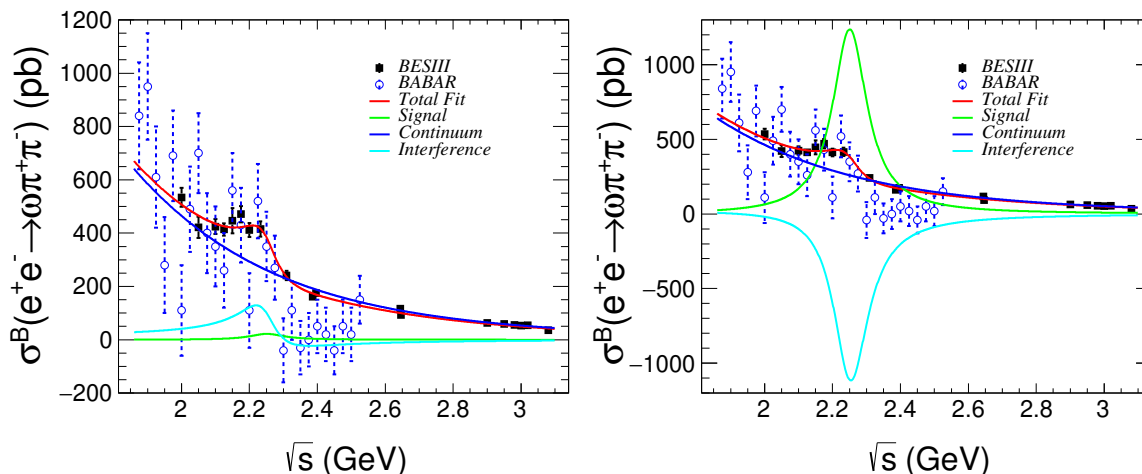 σᴮ(e⁺e⁻→ωπ⁺π⁻) (pb)
1200
1000
800
600
400
200
0
−200
BESIII
BABAR
Total Fit
Signal
Continuum
Interference
2 2.2 2.4 2.6 2.8 3
√s (GeV)
σᴮ(e⁺e⁻→ωπ⁺π⁻) (pb)
1000
500
0
−500
−1000
BESIII
BABAR
Total Fit
Signal
Continuum
Interference
2 2.2 2.4 2.6 2.8 3
√s (GeV)